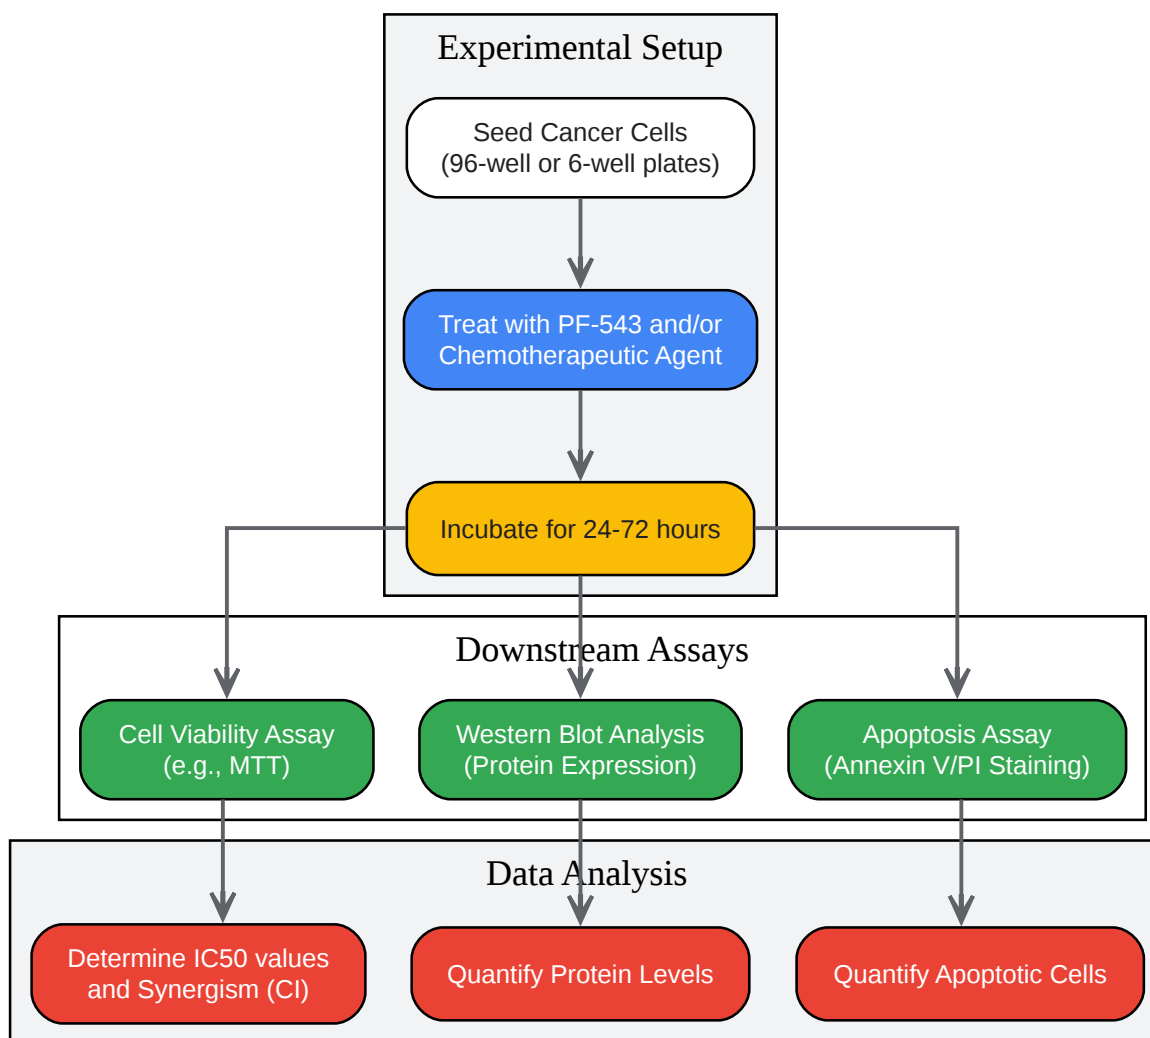 Experimental Setup
Seed Cancer Cells
(96-well or 6-well plates)
Treat with PF-543 and/or
Chemotherapeutic Agent
Incubate for 24-72 hours
Downstream Assays
Cell Viability Assay
(e.g., MTT)
Western Blot Analysis
(Protein Expression)
Apoptosis Assay
(Annexin V/PI Staining)
Data Analysis
Determine IC50 values
and Synergism (CI)
Quantify Protein Levels
Quantify Apoptotic Cells